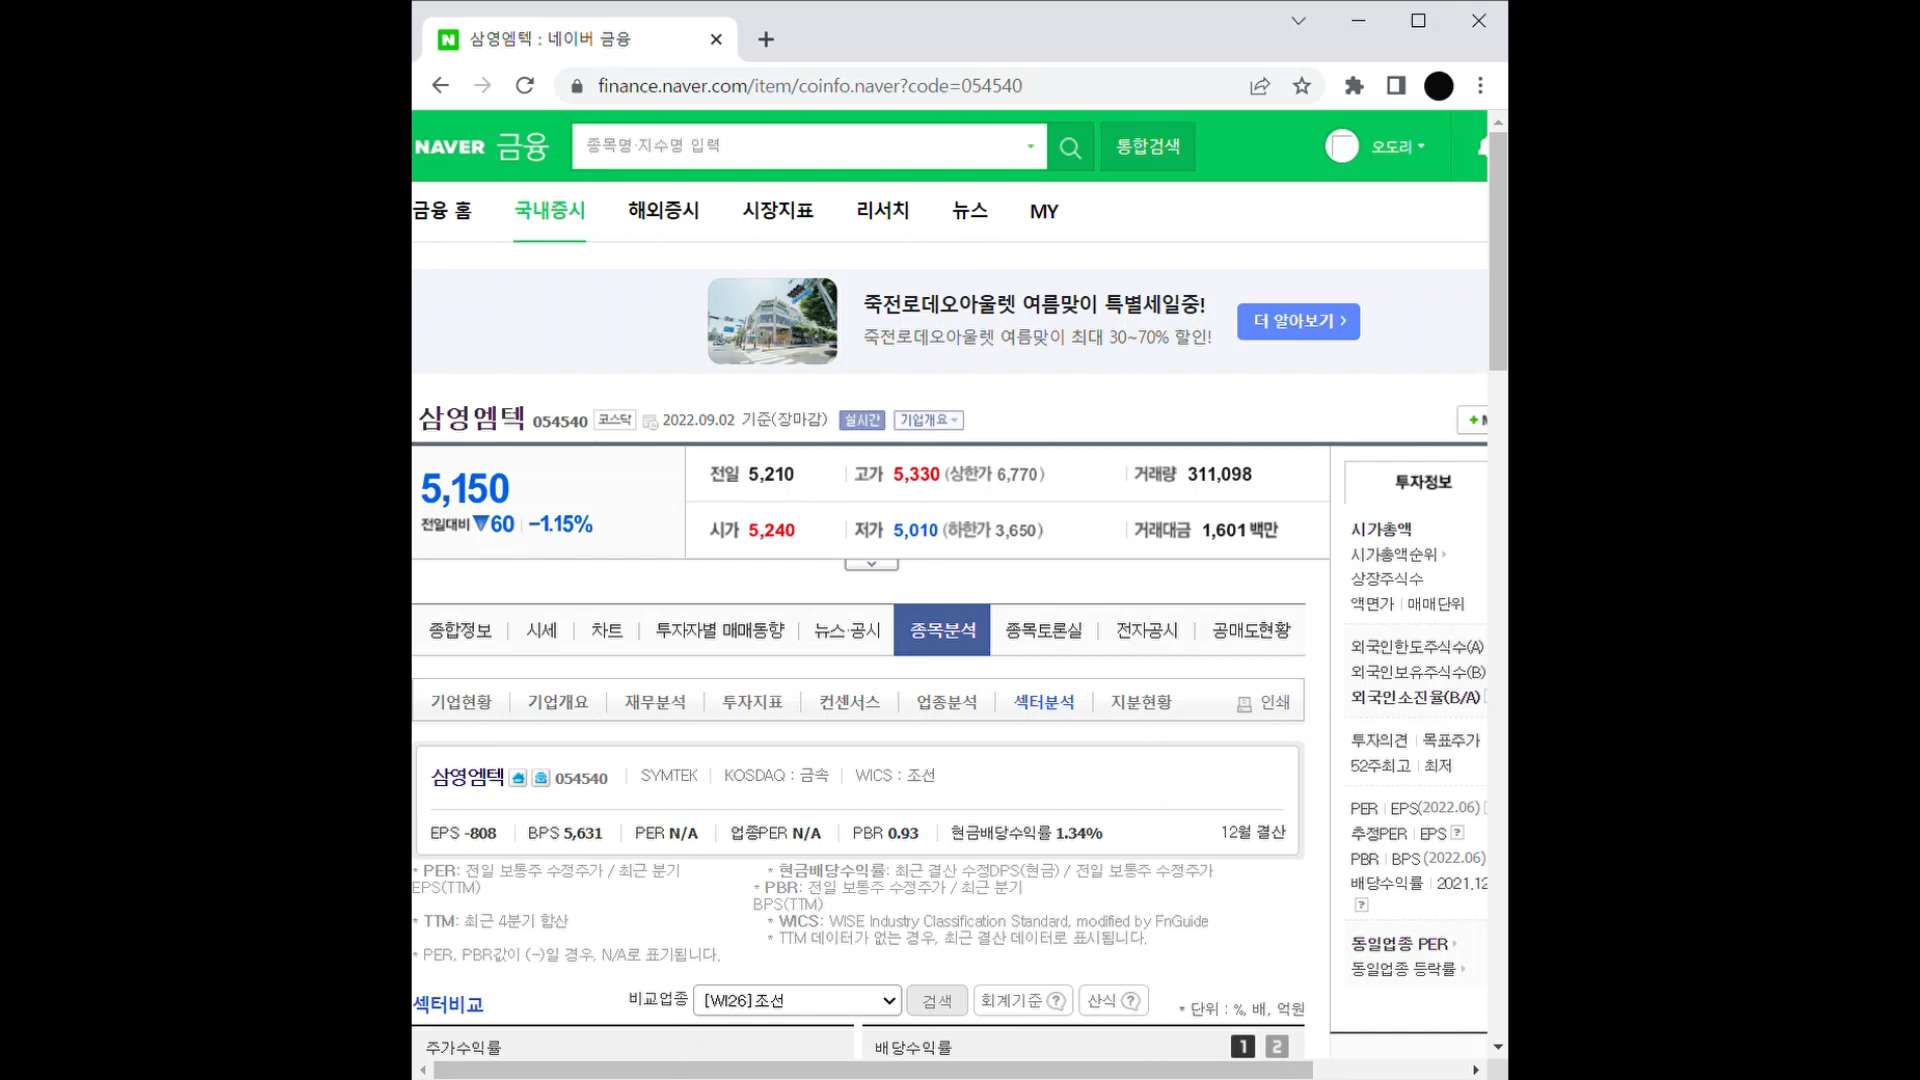 삼영엠텍 : 네이버 금융
finance.naver.com/item/coinfo.naver?code=054540
NAVER 금융 종목명·지수명 입력 통합검색 오도리
금융 홈 국내증시 해외증시 시장지표 리서치 뉴스 MY
죽전로데오아울렛 여름맞이 특별세일중!
죽전로데오아울렛 여름맞이 최대 30~70% 할인!
더 알아보기 >
삼영엠텍 054540 코스닥 2022.09.02 기준(장마감) 실시간 기업개요
5,150
전일대비 ▼60 -1.15%
전일 5,210 고가 5,330 (상한가 6,770) 거래량 311,098
시가 5,240 저가 5,010 (하한가 3,650) 거래대금 1,601 백만
종합정보 시세 차트 투자자별 매매동향 뉴스·공시 종목분석 종목토론실 전자공시 공매도현황
기업현황 기업개요 재무분석 투자지표 컨센서스 업종분석 섹터분석 지분현황 인쇄
삼영엠텍 054540 SYMTEK KOSDAQ : 금속 WICS : 조선
EPS -808 BPS 5,631 PER N/A 업종PER N/A PBR 0.93 현금배당수익률 1.34% 12월 결산
* PER: 전일 보통주 수정주가 / 최근 분기
EPS(TTM)
* TTM: 최근 4분기 합산
* PER, PBR값이 (-)일 경우, N/A로 표기됩니다.
* 현금배당수익률: 최근 결산 수정DPS(현금) / 전일 보통주 수정주가
* PBR: 전일 보통주 수정주가 / 최근 분기
BPS(TTM)
* WICS: WISE Industry Classification Standard, modified by FnGuide
* TTM 데이터가 없는 경우, 최근 결산 데이터로 표시됩니다.
섹터비교 비교업종 [WI26]조선 검색 회계기준 ? 산식 ? * 단위 : %, 배, 억원
주가수익률 배당수익률 1 2
투자정보
시가총액
시가총액순위
상장주식수
액면가 매매단위
외국인한도주식수(A)
외국인보유주식수(B)
외국인소진율(B/A)
투자의견 목표주가
52주최고 최저
PER EPS(2022.06)
추정PER EPS ?
PBR BPS (2022.06)
배당수익률 2021.12
?
동일업종 PER
동일업종 등락률